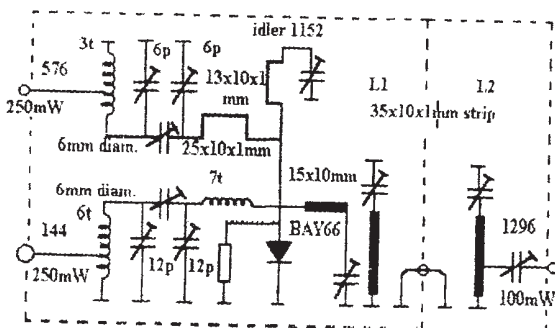 idler 1152
3t
6p
6p
576
250mW
13x10x1
mm
L1
L2
35x10x1mm strip
6mm diam.
25x10x1mm
6mm diam.
7t
15x10mm
6t
144
250mW
12p
12p
BAY66
1296
100mW